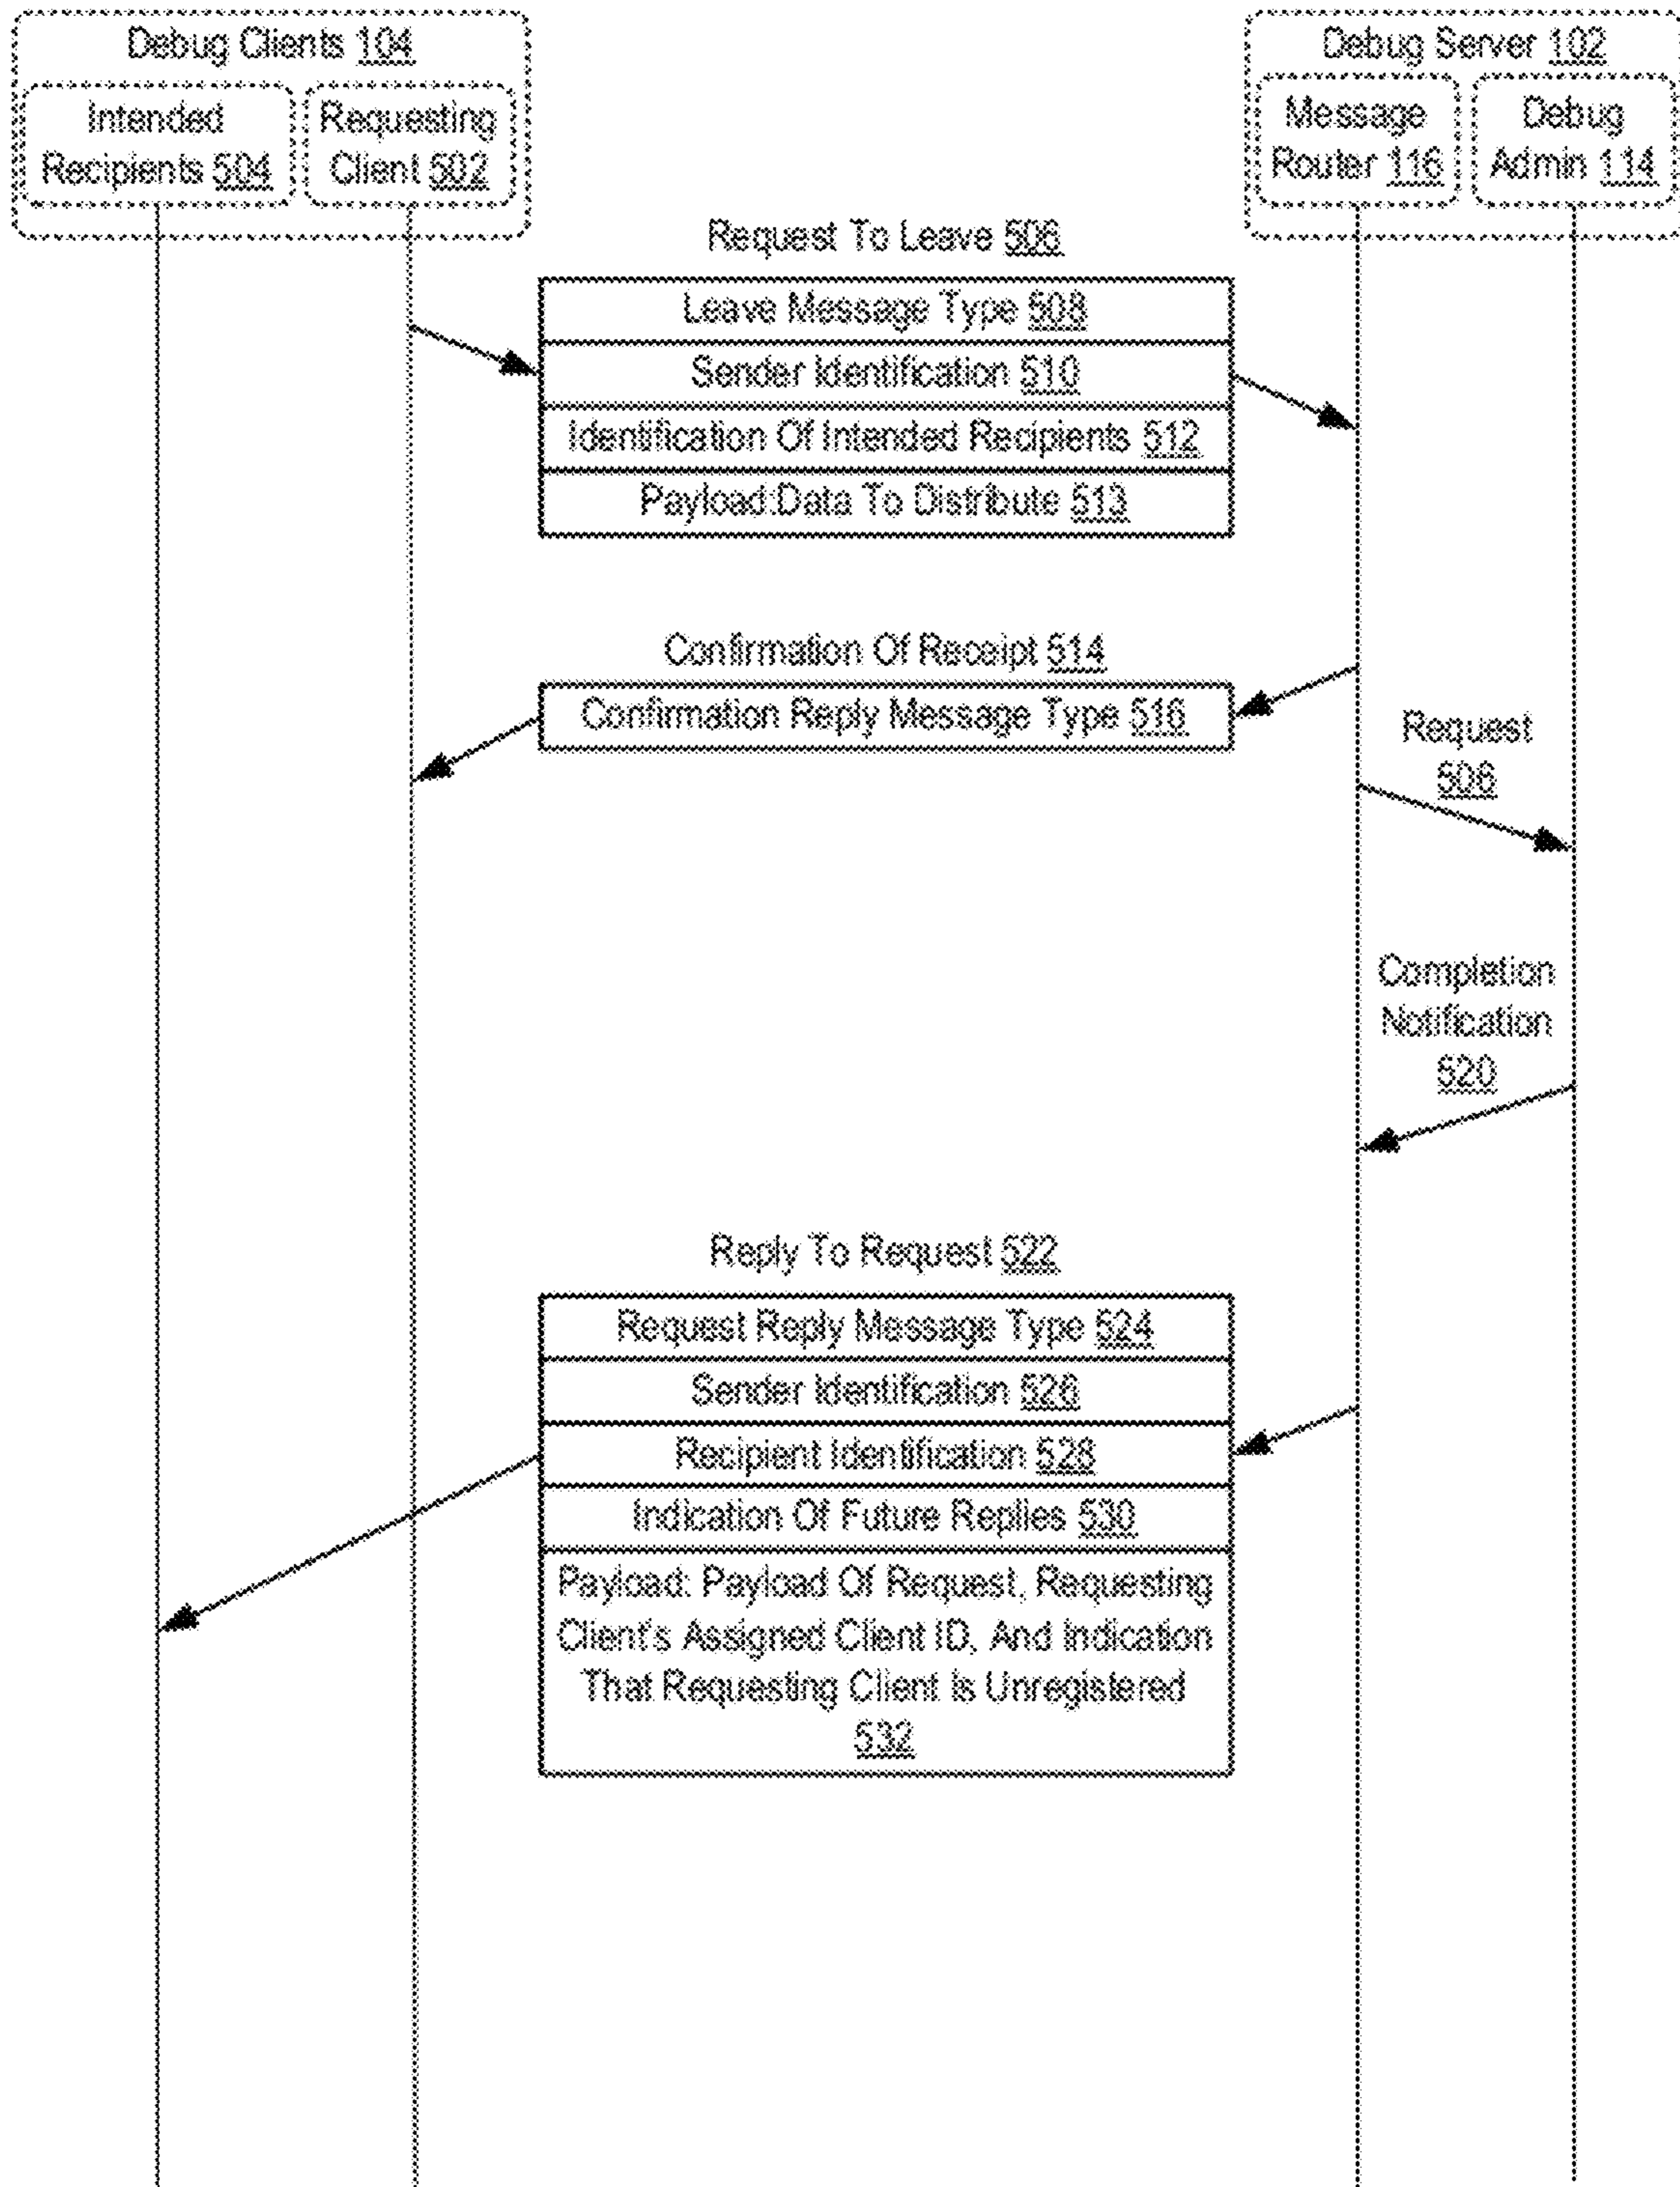 Debug Clients 104
Intended
Recipients 504
Requesting
Client 502
Debug Server 102
Message
Router 116
Debug
Admin 114
Request To Leave 506
Leave Message Type 508
Sender Identification 510
Identification Of Intended Recipients 512
Payload:Data To Distribute 513
Confirmation Of Receipt 514
Confirmation Reply Message Type 516
Request
506
Completion
Notification
520
Reply To Request 522
Request Reply Message Type 524
Sender Identification 526
Recipient Identification 528
Indication Of Future Replies 530
Payload: Payload Of Request, Requesting
Client's Assigned Client ID, And Indication
That Requesting Client Is Unregistered
532